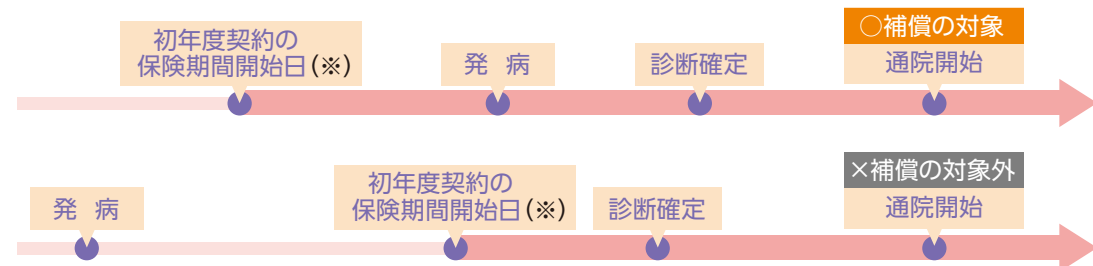 初年度契約の
保険期間開始日(※)
発 病
診断確定
○補償の対象
通院開始
発 病
初年度契約の
保険期間開始日(※)
診断確定
×補償の対象外
通院開始